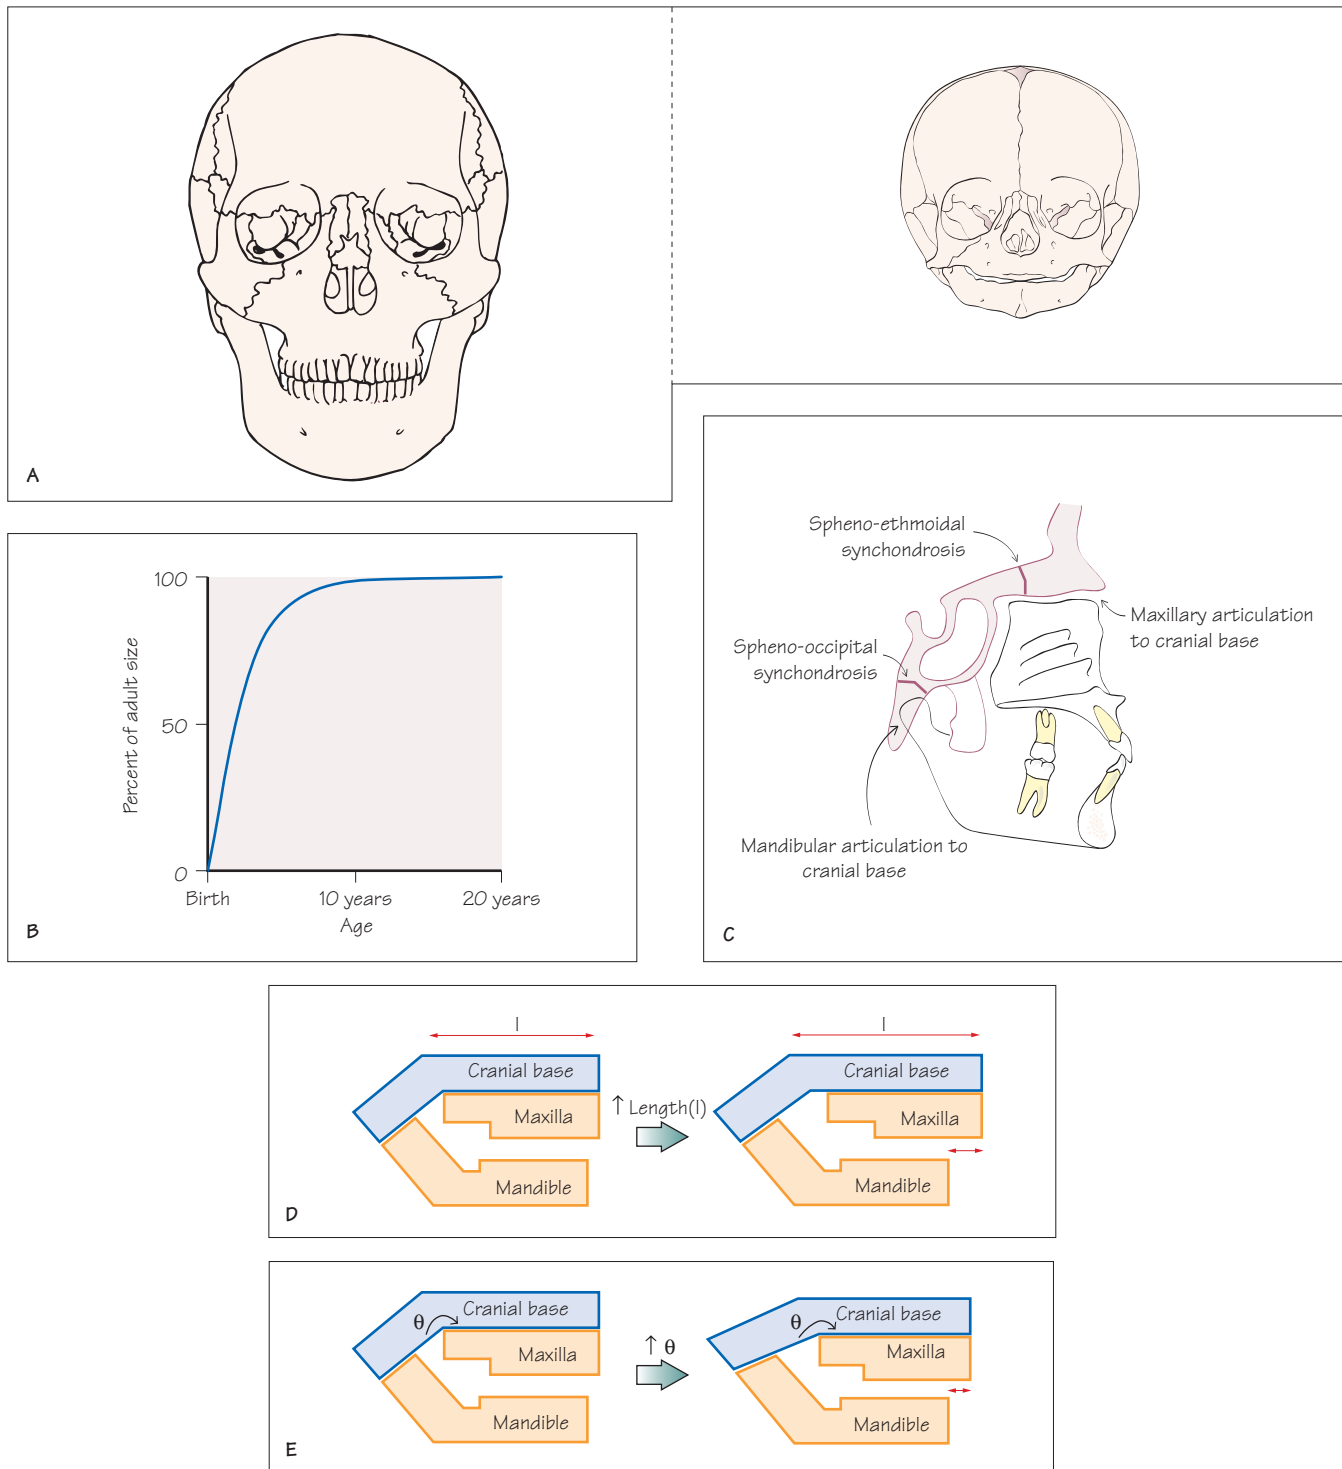 A
B
Percent of adult size
100
50
0
Birth
10 years
20 years
Age
Spheno-ethmoidal
synchondrosis
Maxillary articulation
to cranial base
Spheno-occipital
synchondrosis
Mandibular articulation to
cranial base
C
l
Cranial base
Maxilla
Mandible
↑ Length(l)
l
Cranial base
Maxilla
Mandible
D
θ
Cranial base
Maxilla
Mandible
↑ θ
θ
Cranial base
Maxilla
Mandible
E